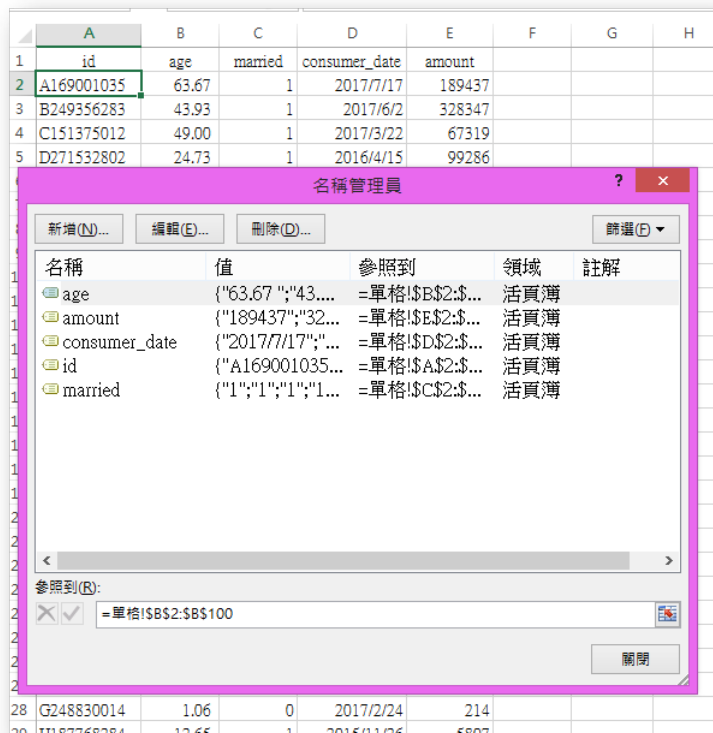 A B C D E F G H
1 id age married consumer_date amount
2 A169001035 63.67 1 2017/7/17 189437
3 B249356283 43.93 1 2017/6/2 328347
4 C151375012 49.00 1 2017/3/22 67319
5 D271532802 24.73 1 2016/4/15 99286
名稱管理員 ?
新增(N)... 編輯(E)... 刪除(D)... 篩選(F)
名稱 值 參照到 領域 註解
age {"63.67 ";"43.... =單格!$B$2:$... 活頁簿
amount {"189437";"32... =單格!$E$2:$... 活頁簿
consumer_date {"2017/7/17";"... =單格!$D$2:$... 活頁簿
id {"A169001035... =單格!$A$2:$... 活頁簿
married {"1";"1";"1";"1... =單格!$C$2:$... 活頁簿
參照到(R):
=單格!$B$2:$B$100
關閉
28 G248830014 1.06 0 2017/2/24 214